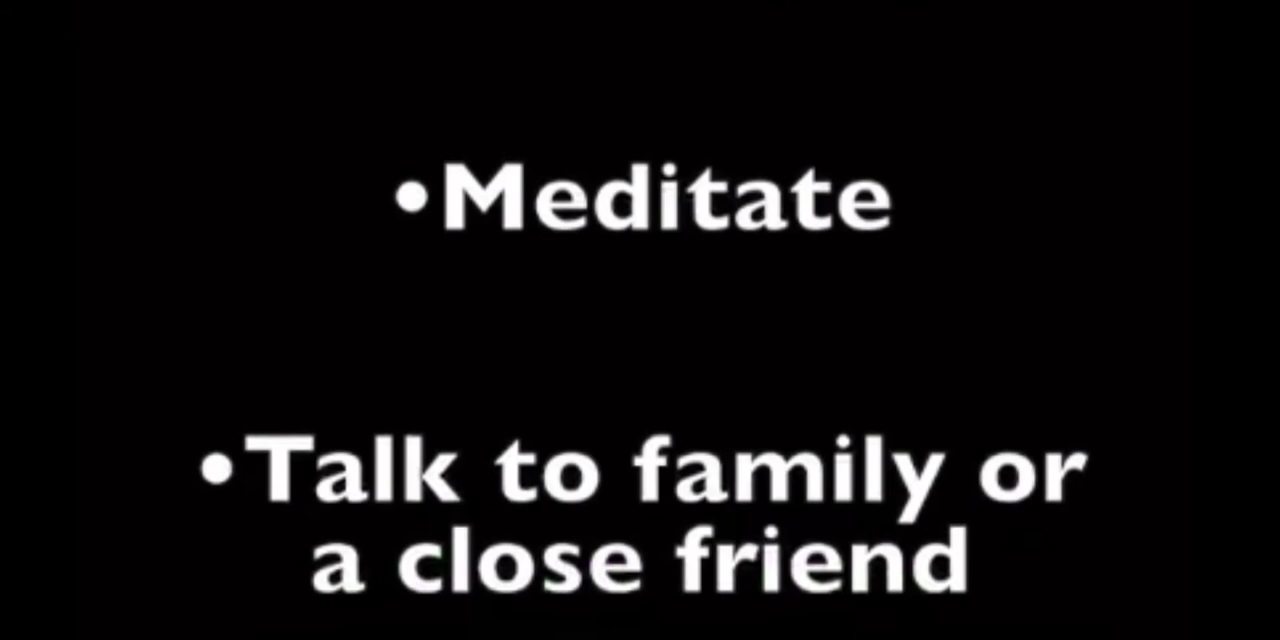 •Meditate
•Talk to family or
a close friend